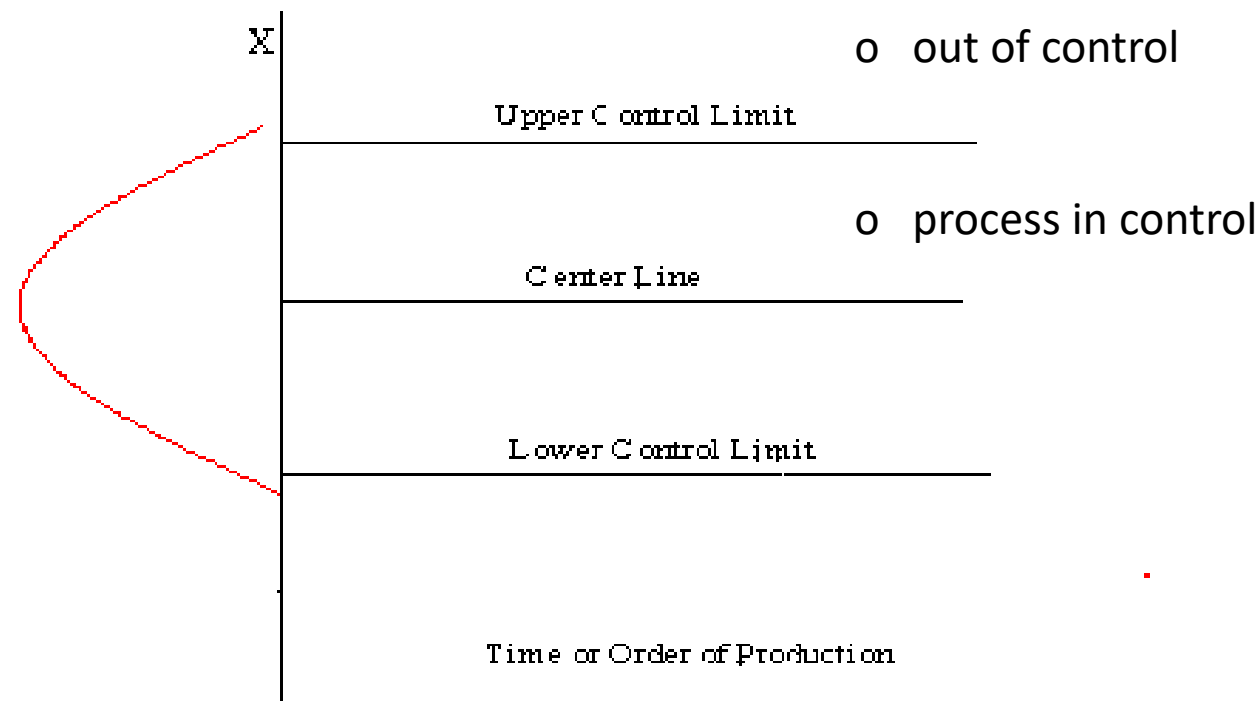 X
o out of control
Upper Control Limit
o process in control
Center Line
Lower Control Limit
Time or Order of Production